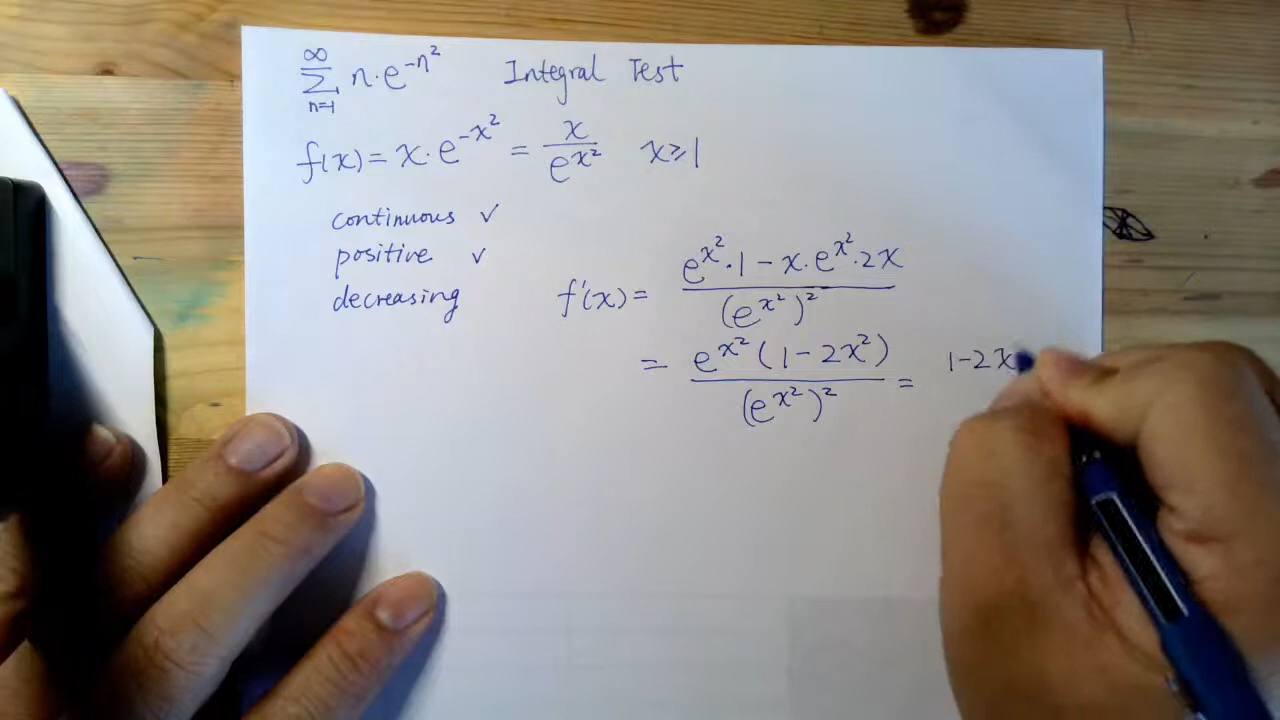 ∞
∑ n·e^{-n²} Integral Test
n=1
f(x) = x·e^{-x²} = x/e^{x²} x ≥ 1
continuous ✓
positive ✓
decreasing
f'(x) = (e^{x²}·1 - x·e^{x²}·2x)/(e^{x²})²
= e^{x²}(1 - 2x²)/(e^{x²})² = 1-2x